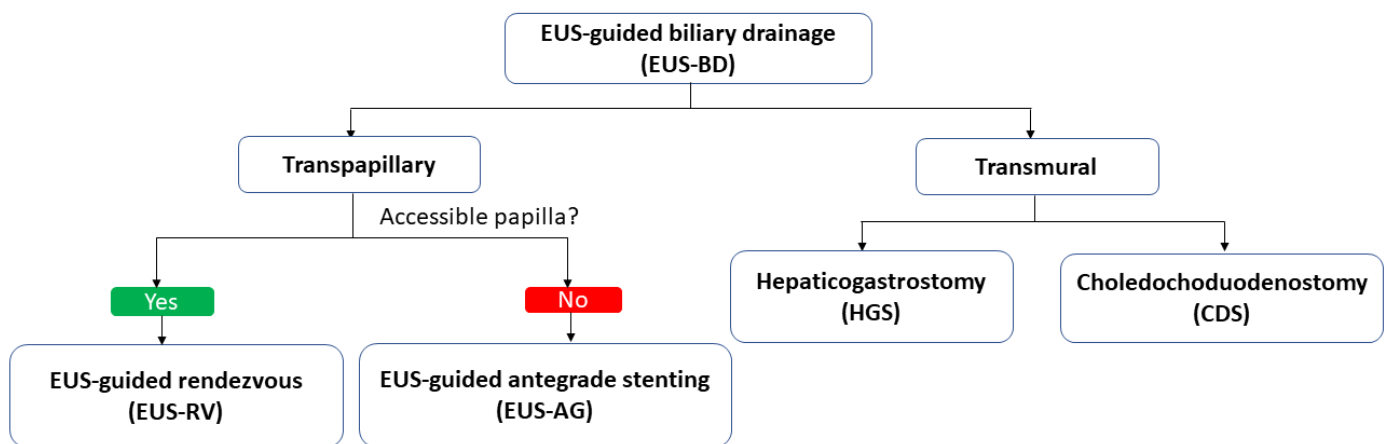 EUS-guided biliary drainage
(EUS-BD)
Transpapillary
Transmural
Accessible papilla?
Yes
No
Hepaticogastrostomy
(HGS)
Choledochoduodenostomy
(CDS)
EUS-guided rendezvous
(EUS-RV)
EUS-guided antegrade stenting
(EUS-AG)